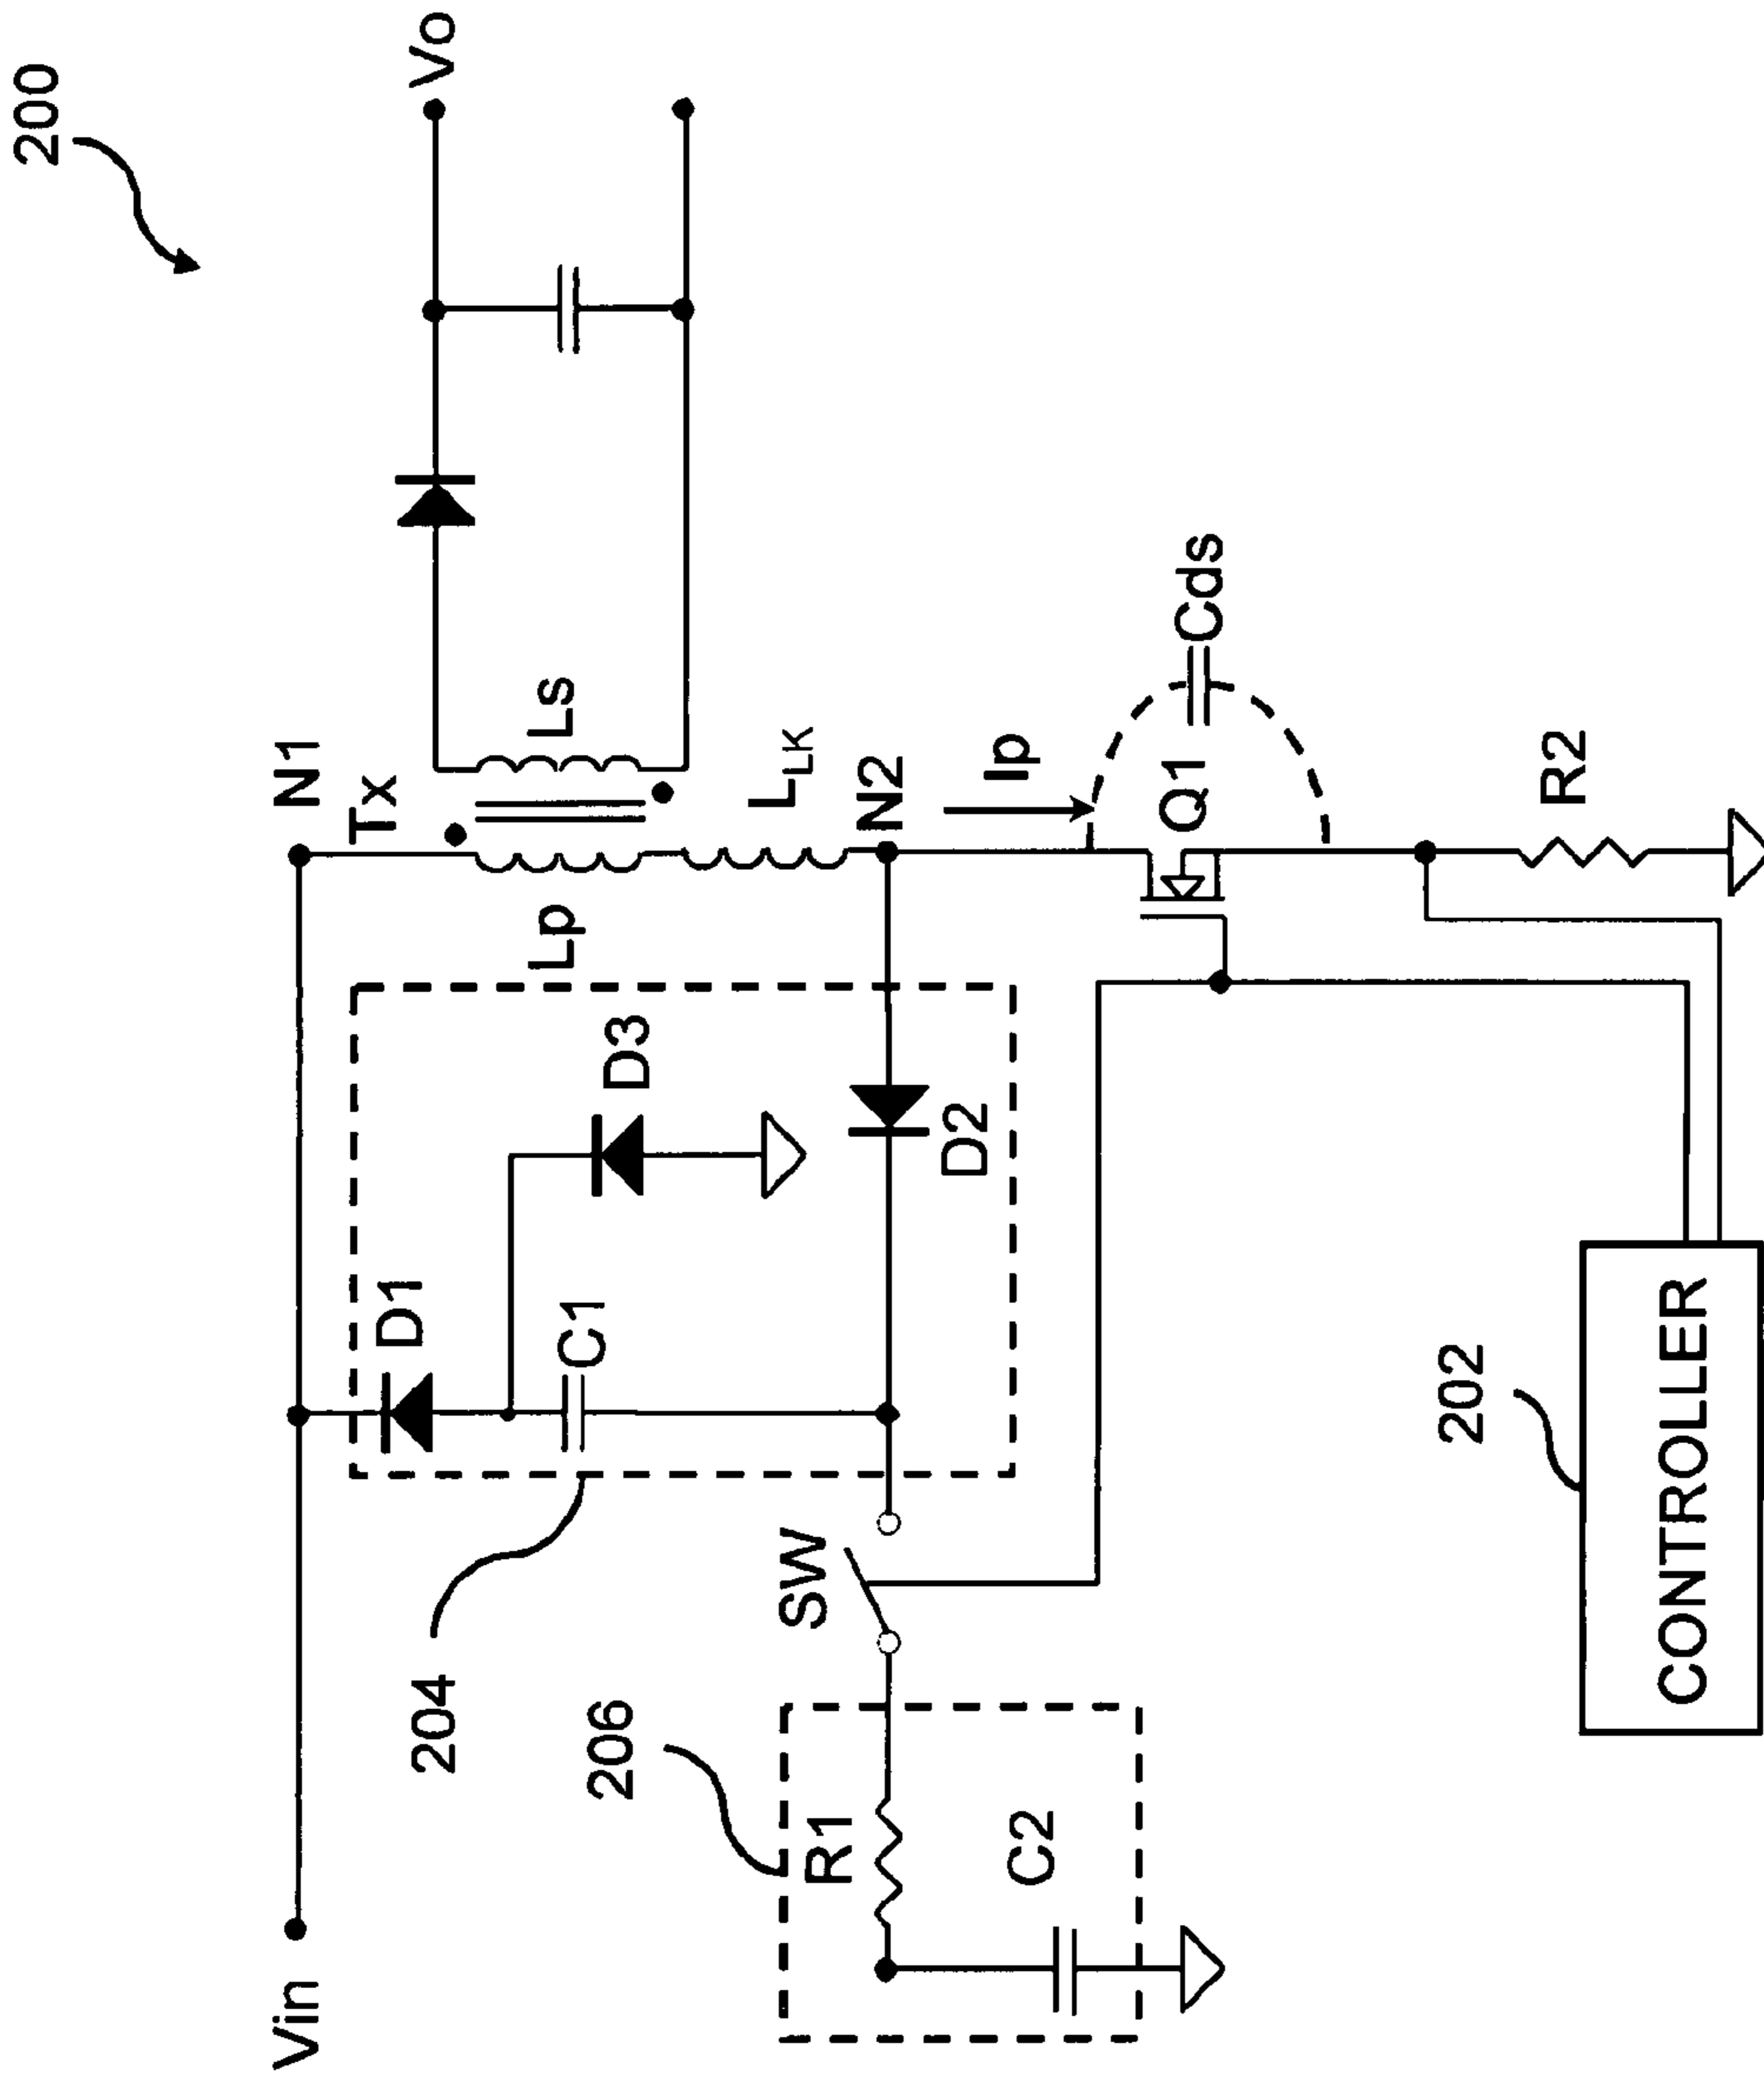 200
Vin
N1
Vo
Tx
D1
204
Lp
Ls
D3
C1
206
LLK
SW
R1
N2
D2
Ip
C2
Q1
Cds
202
R2
CONTROLLER